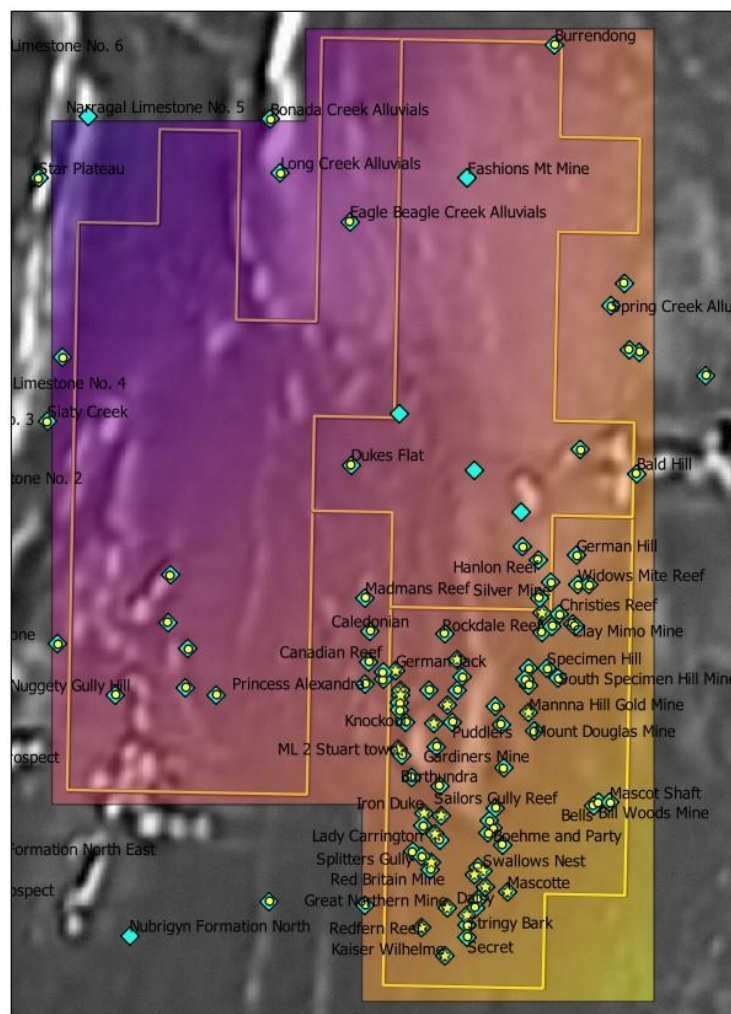 Burrendong
Limestone No. 6
Narragal Limestone No. 5
Bonada Creek Alluvials
Star Plateau
Long Creek Alluvials
Fashions Mt Mine
Eagle Beagle Creek Alluvials
Spring Creek Allu
Limestone No. 4
o. 3
Slaty Creek
Dukes Flat
Bald Hill
tone No. 2
German Hill
Hanlon Reef
Widows Mite Reef
Madmans Reef
Silver Mine
Christies Reef
Caledonian
Rockdale Reef
Clay Mimo Mine
one
Canadian Reef
German Jack
Specimen Hill
South Specimen Hill Mine
Nuggety Gully Hill
Princess Alexandra
Mannna Hill Gold Mine
Knockout
Puddlers
Mount Douglas Mine
ML 2 Stuart town
Gardiners Mine
rospect
Burthundra
Iron Duke
Sailors Gully Reef
Mascot Shaft
Bells
Bill Woods Mine
Lady Carrington
Boehme and Party
Formation North East
Splitters Gully
Swallows Nest
Red Britain Mine
Mascotte
ospect
Great Northern Mine
Daisy
Redfern Reef
Stringy Bark
Nubrigyn Formation North
Kaiser Wilhelme
Secret